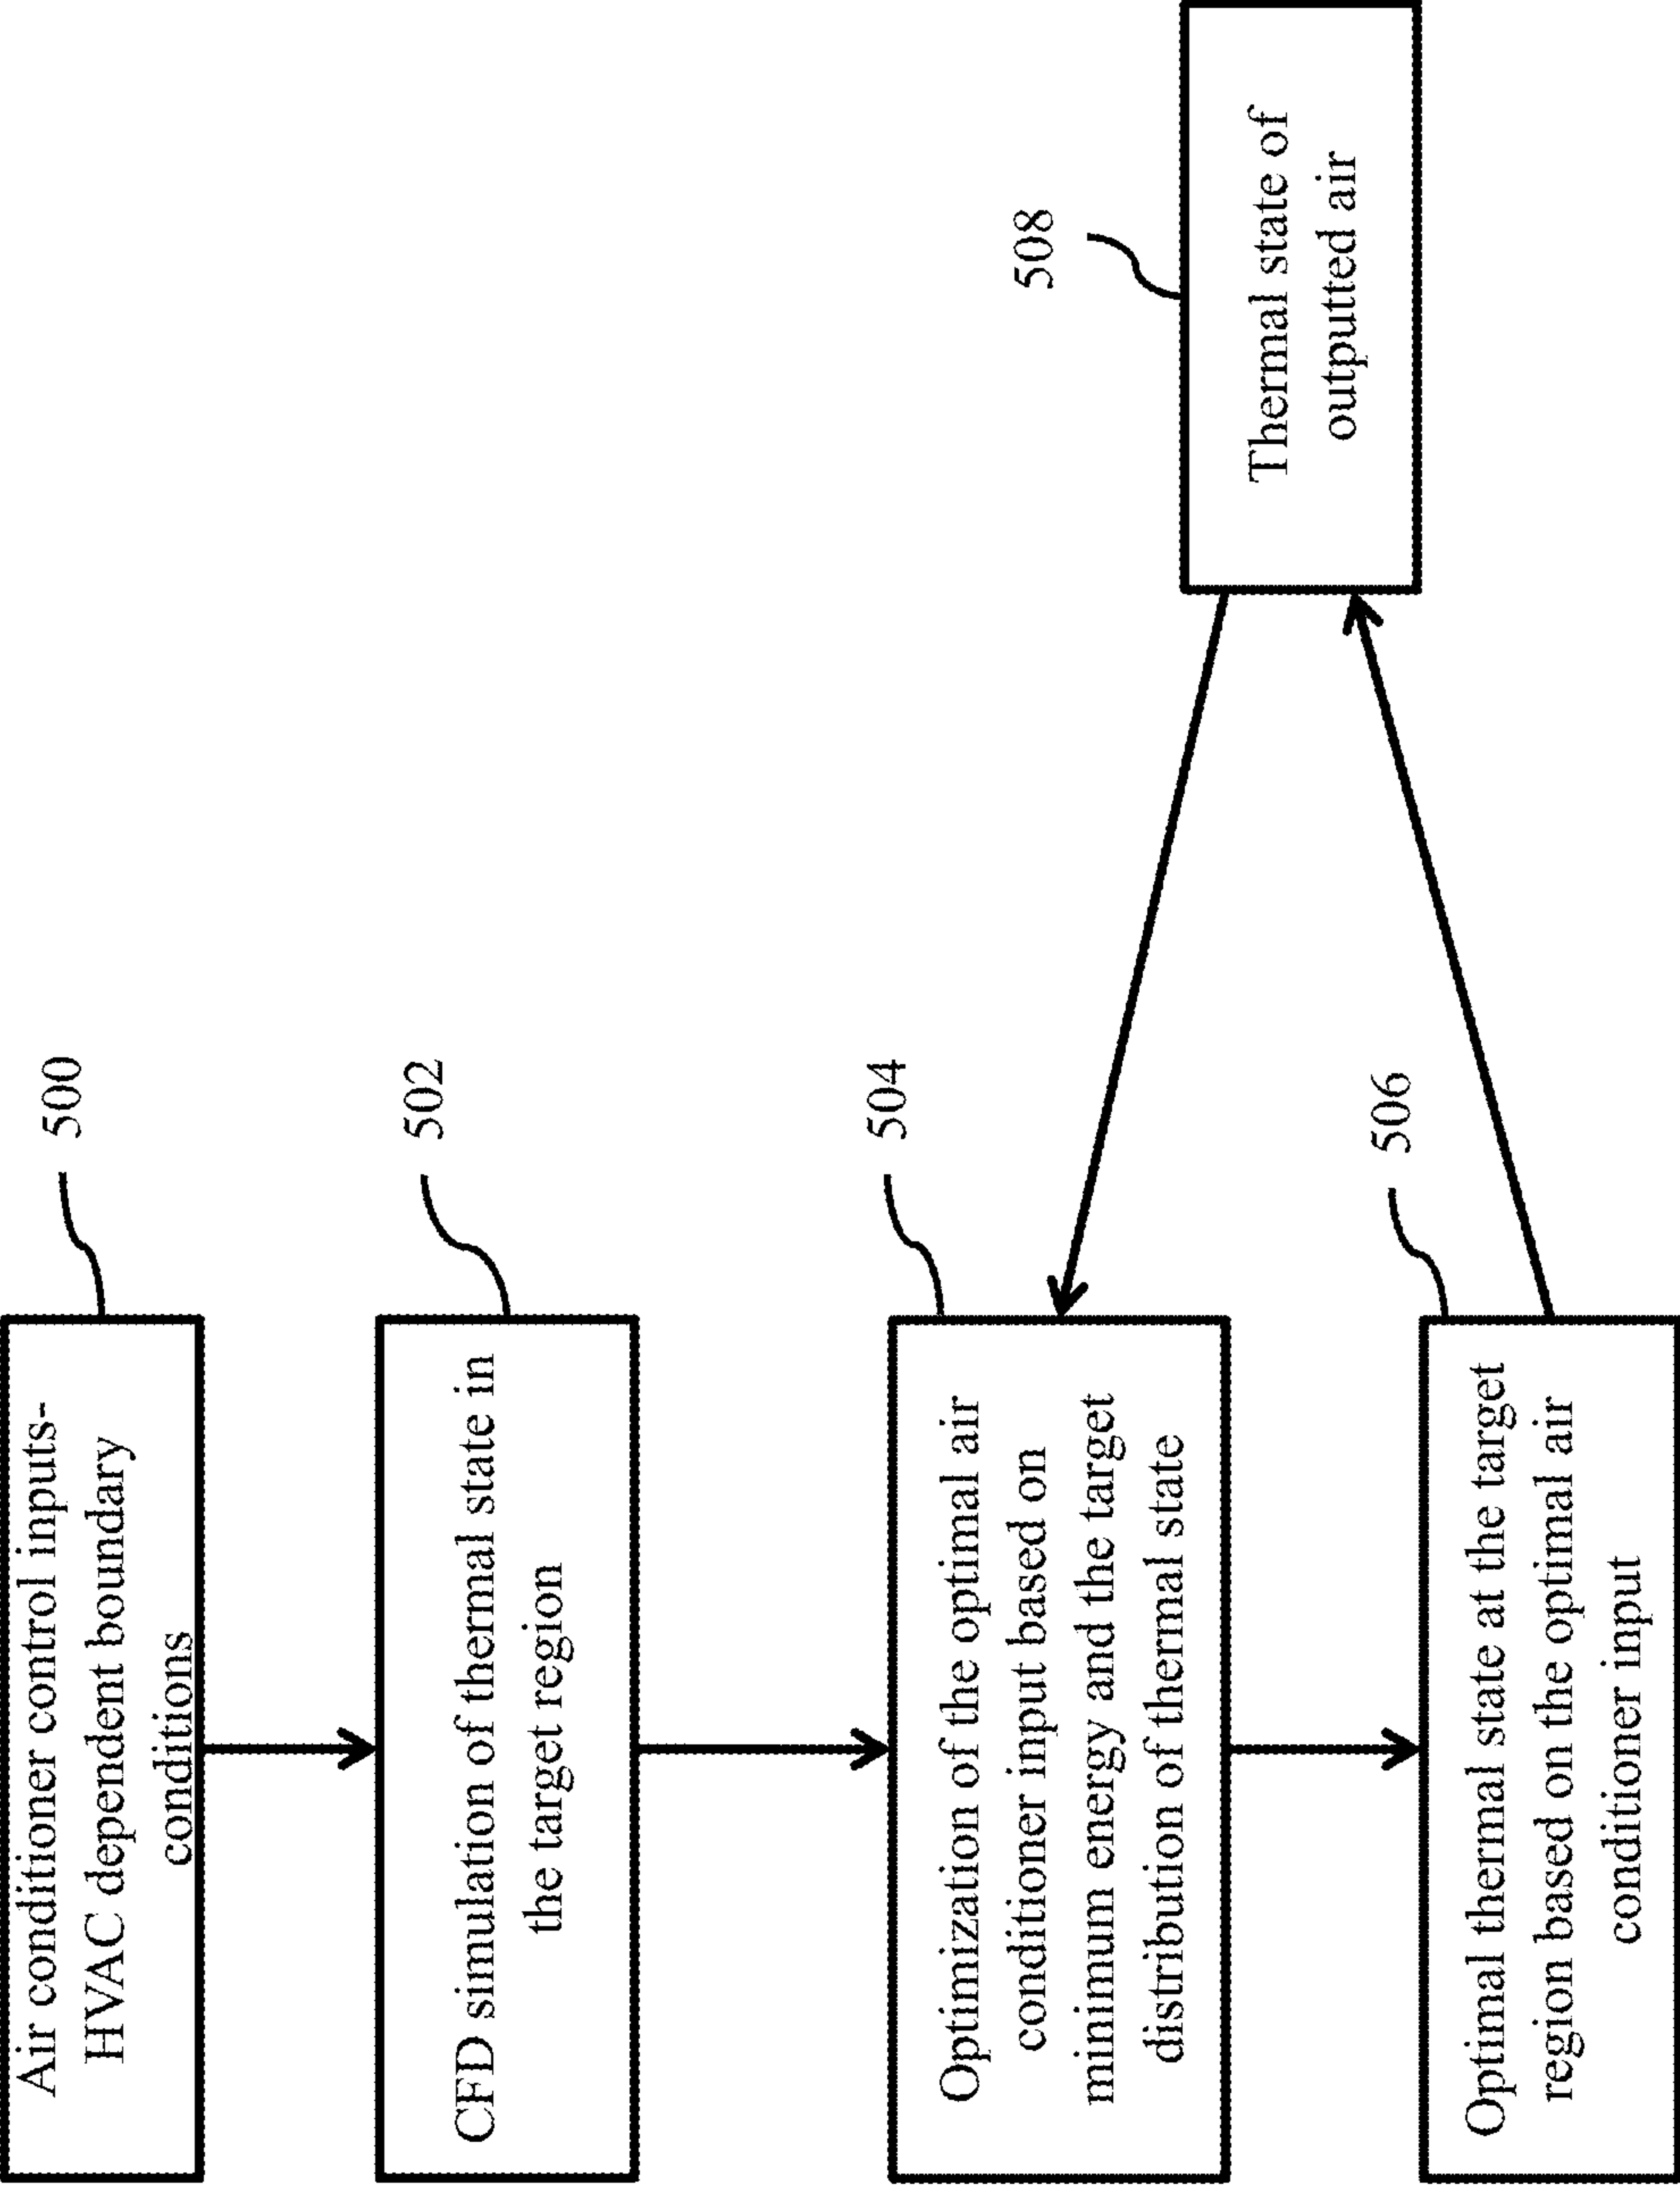 Air conditioner control inputs-
HVAC dependent boundary
conditions
500
CFD simulation of thermal state in
the target region
502
Optimization of the optimal air
conditioner input based on
minimum energy and the target
distribution of thermal state
504
Optimal thermal state at the target
region based on the optimal air
conditioner input
506
Thermal state of
outputted air
508